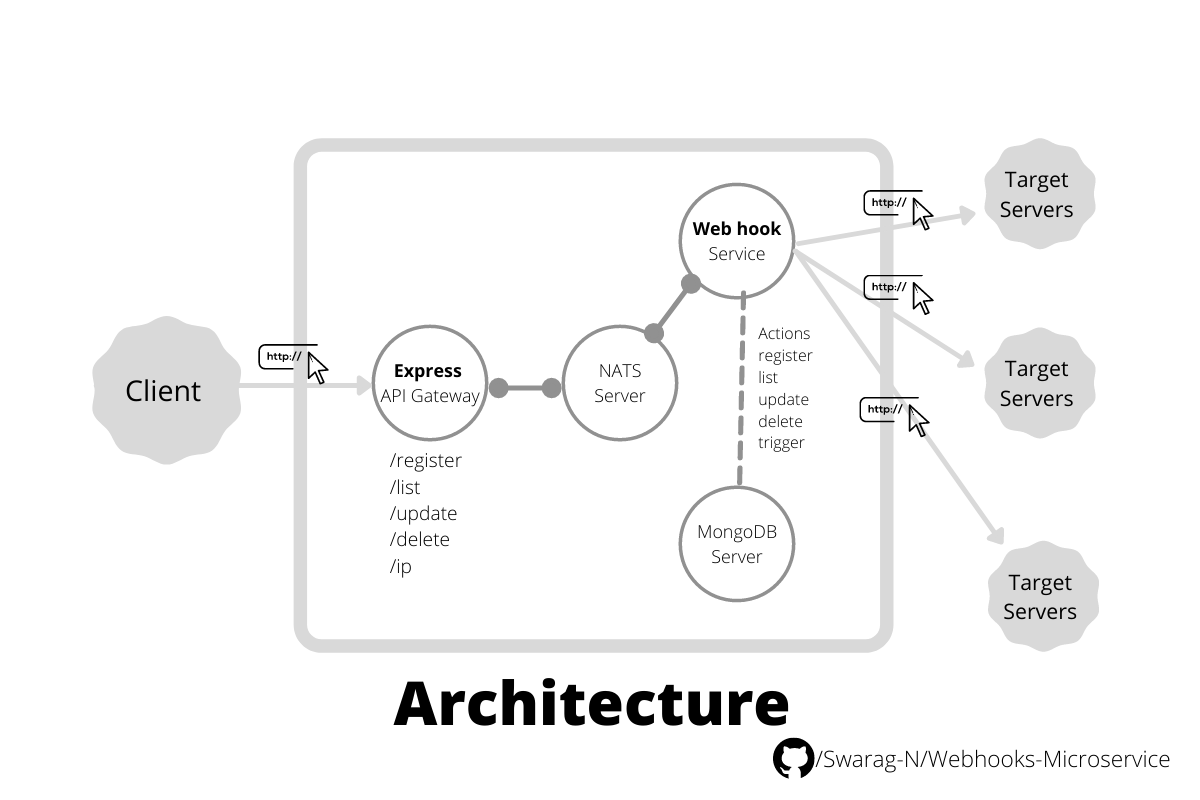 Client
http://
Express
API Gateway
/register
/list
/update
/delete
/ip
NATS
Server
Web hook
Service
Actions
register
list
update
delete
trigger
MongoDB
Server
http://
Target
Servers
http://
Target
Servers
http://
Target
Servers
Architecture
/Swarag-N/Webhooks-Microservice